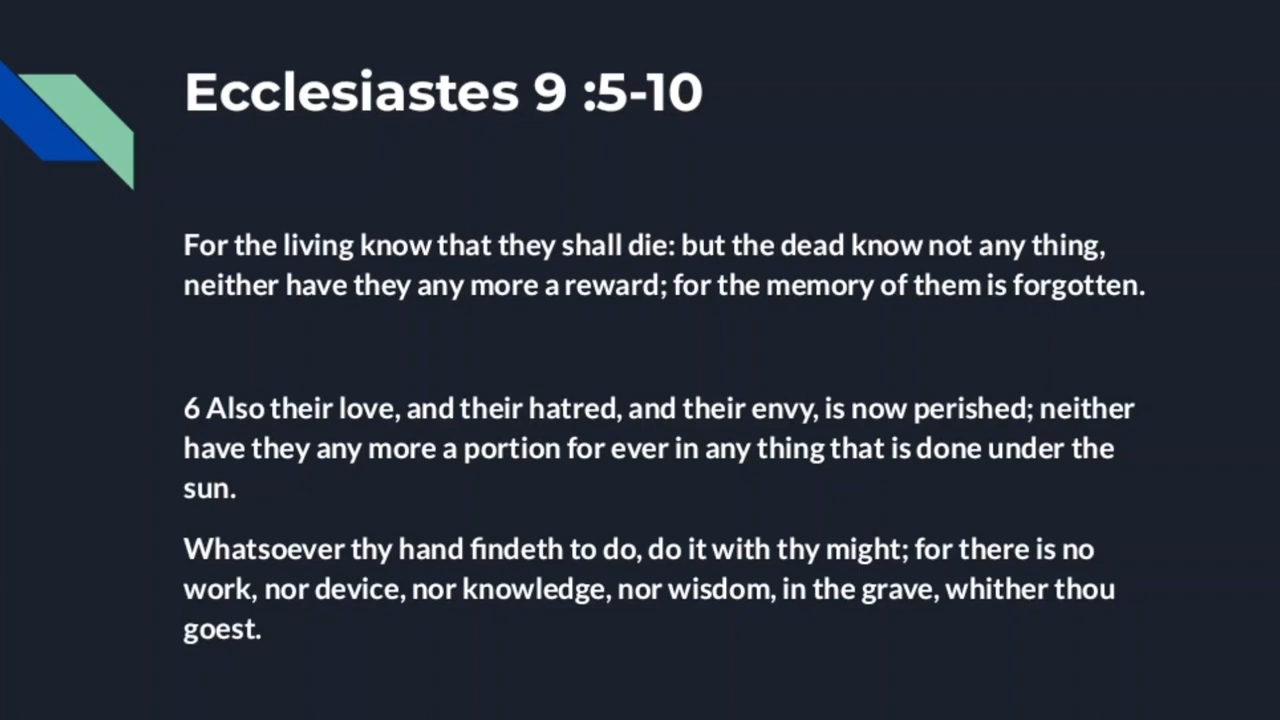 Ecclesiastes 9 :5-10
For the living know that they shall die: but the dead know not any thing,
neither have they any more a reward; for the memory of them is forgotten.
6 Also their love, and their hatred, and their envy, is now perished; neither
have they any more a portion for ever in any thing that is done under the
sun.
Whatsoever thy hand findeth to do, do it with thy might; for there is no
work, nor device, nor knowledge, nor wisdom, in the grave, whither thou
goest.